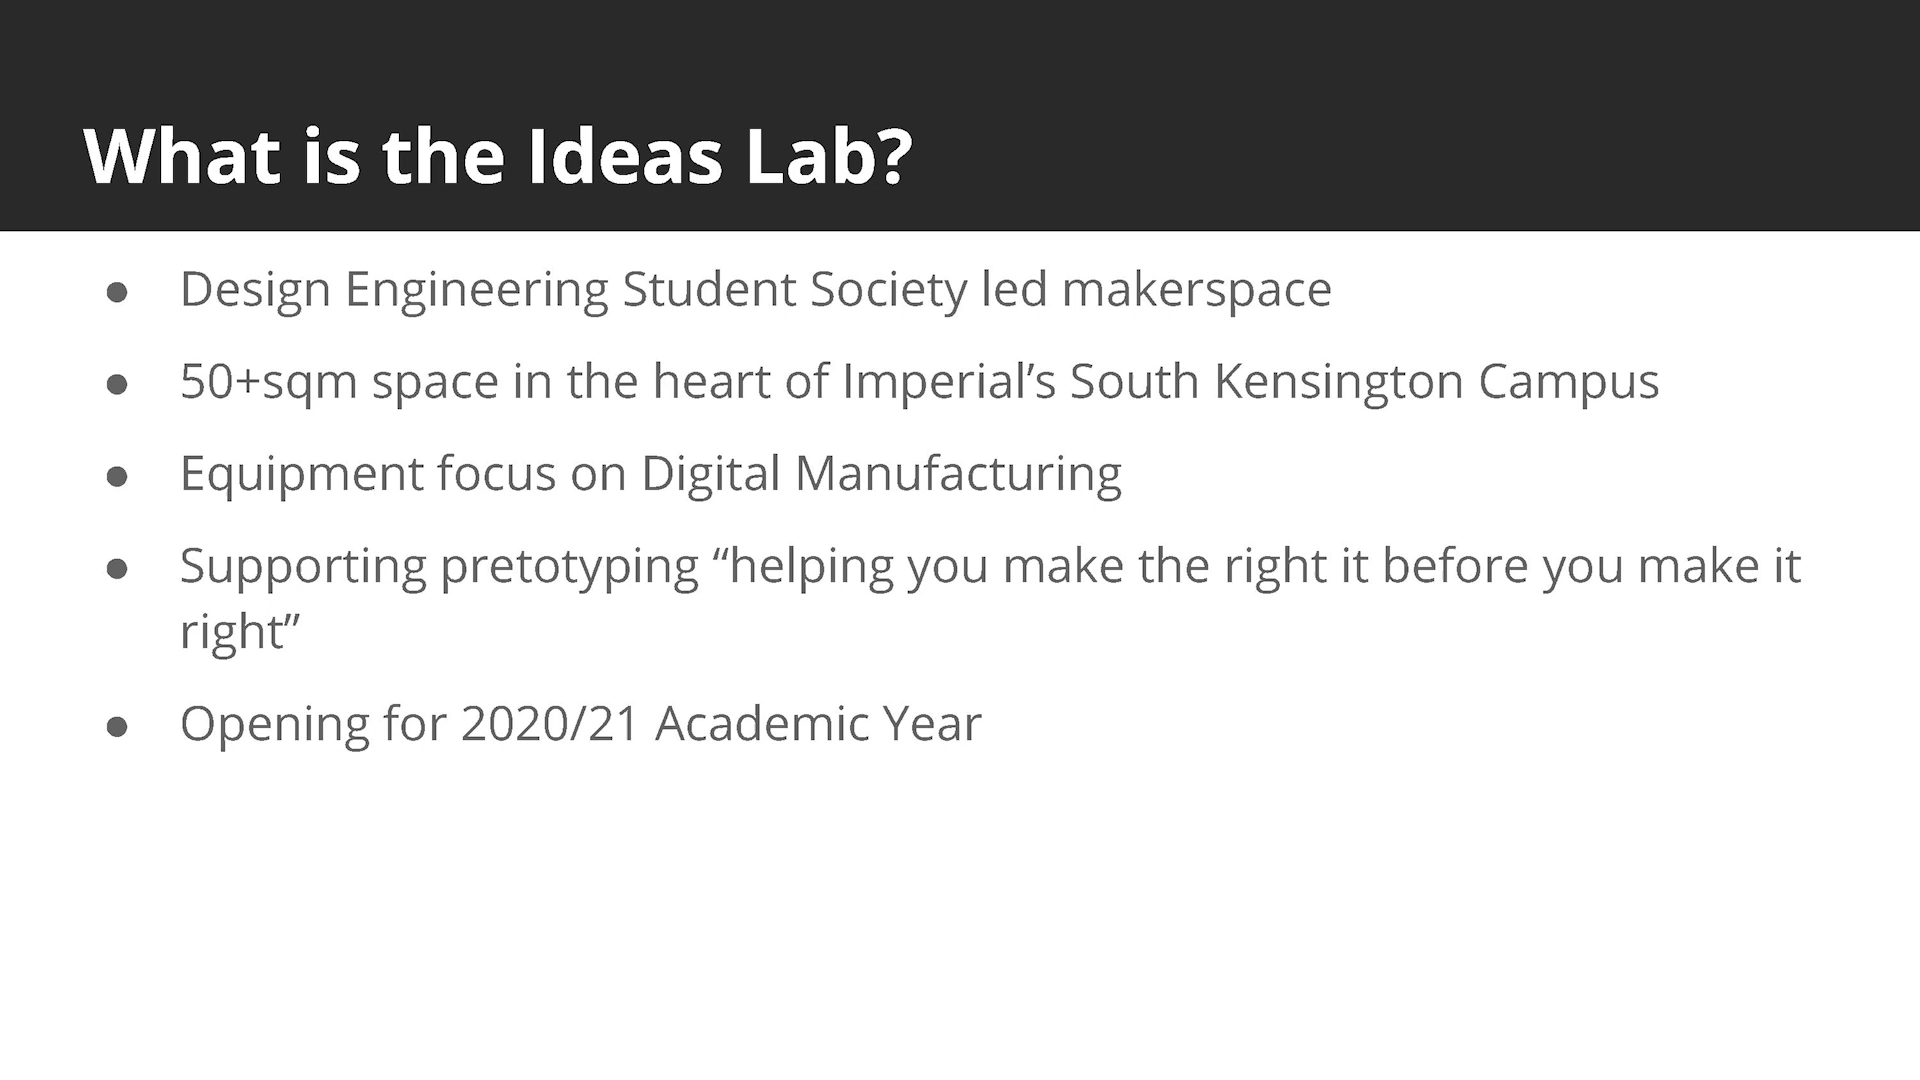 What is the Ideas Lab?
● Design Engineering Student Society led makerspace
● 50+sqm space in the heart of Imperial’s South Kensington Campus
● Equipment focus on Digital Manufacturing
● Supporting pretotyping “helping you make the right it before you make it
right”
● Opening for 2020/21 Academic Year